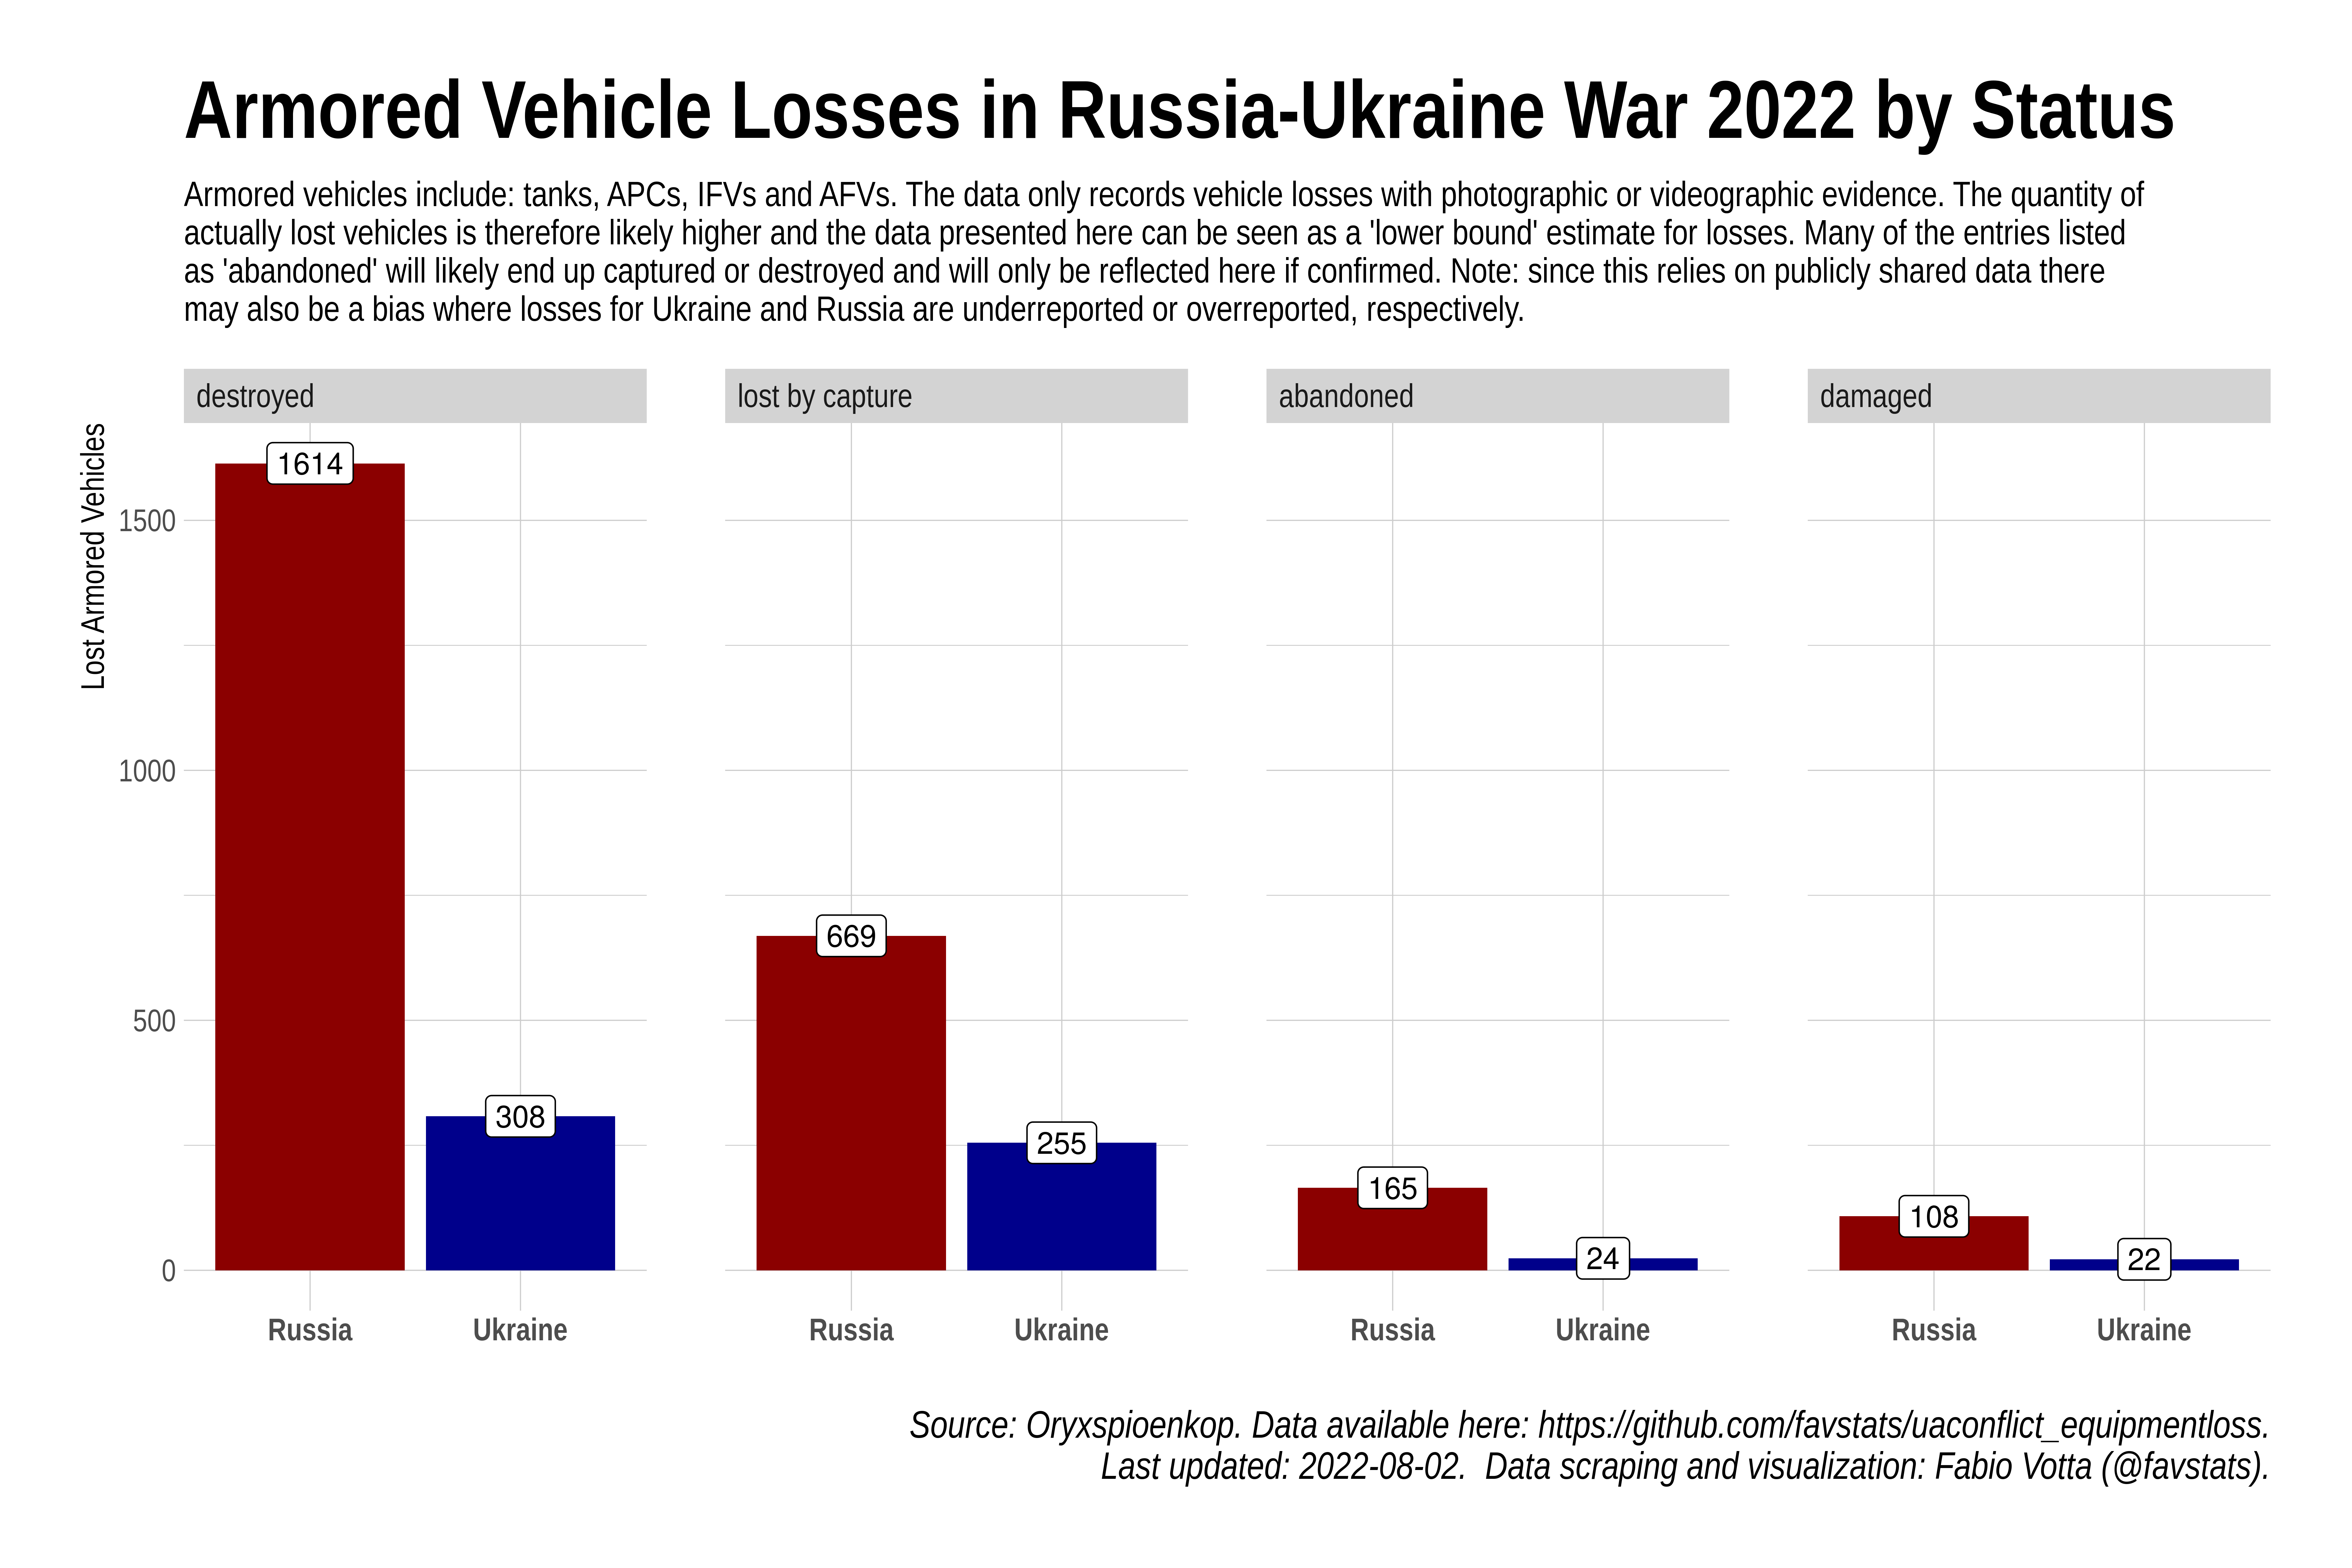 Armored Vehicle Losses in Russia-Ukraine War 2022 by Status
Armored vehicles include: tanks, APCs, IFVs and AFVs. The data only records vehicle losses with photographic or videographic evidence. The quantity of
actually lost vehicles is therefore likely higher and the data presented here can be seen as a 'lower bound' estimate for losses. Many of the entries listed
as 'abandoned' will likely end up captured or destroyed and will only be reflected here if confirmed. Note: since this relies on publicly shared data there
may also be a bias where losses for Ukraine and Russia are underreported or overreported, respectively.
destroyed
lost by capture
abandoned
damaged
Lost Armored Vehicles
1500
1000
500
0
1614
308
669
255
165
24
108
22
Russia
Ukraine
Russia
Ukraine
Russia
Ukraine
Russia
Ukraine
Source: Oryxspioenkop. Data available here: https://github.com/favstats/uaconflict_equipmentloss.
Last updated: 2022-08-02.  Data scraping and visualization: Fabio Votta (@favstats).